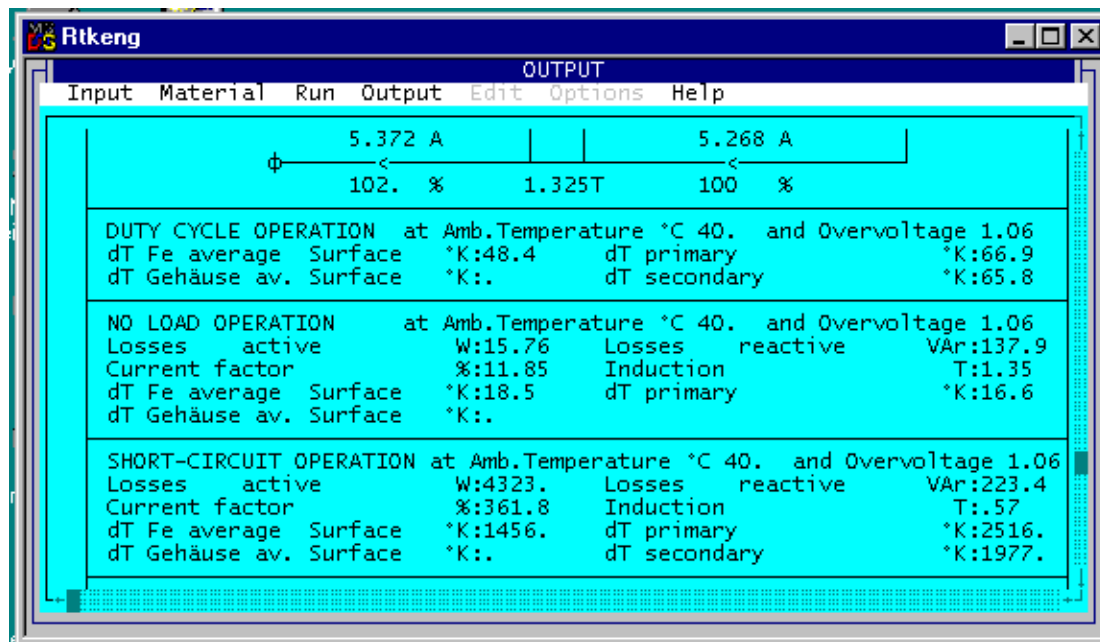 Rtkeng
OUTPUT
Input Material Run Output Edit Options Help
5.372 A 5.268 A
102. % 1.325T 100 %
DUTY CYCLE OPERATION at Amb.Temperature °C 40. and Overvoltage 1.06
dT Fe average Surface °K:48.4 dT primary °K:66.9
dT Gehäuse av. Surface °K:. dT secondary °K:65.8
NO LOAD OPERATION at Amb.Temperature °C 40. and Overvoltage 1.06
Losses active W:15.76 Losses reactive VAr:137.9
Current factor %:11.85 Induction T:1.35
dT Fe average Surface °K:18.5 dT primary °K:16.6
dT Gehäuse av. Surface °K:.
SHORT-CIRCUIT OPERATION at Amb.Temperature °C 40. and Overvoltage 1.06
Losses active W:4323. Losses reactive VAr:223.4
Current factor %:361.8 Induction T:.57
dT Fe average Surface °K:1456. dT primary °K:2516.
dT Gehäuse av. Surface °K:. dT secondary °K:1977.